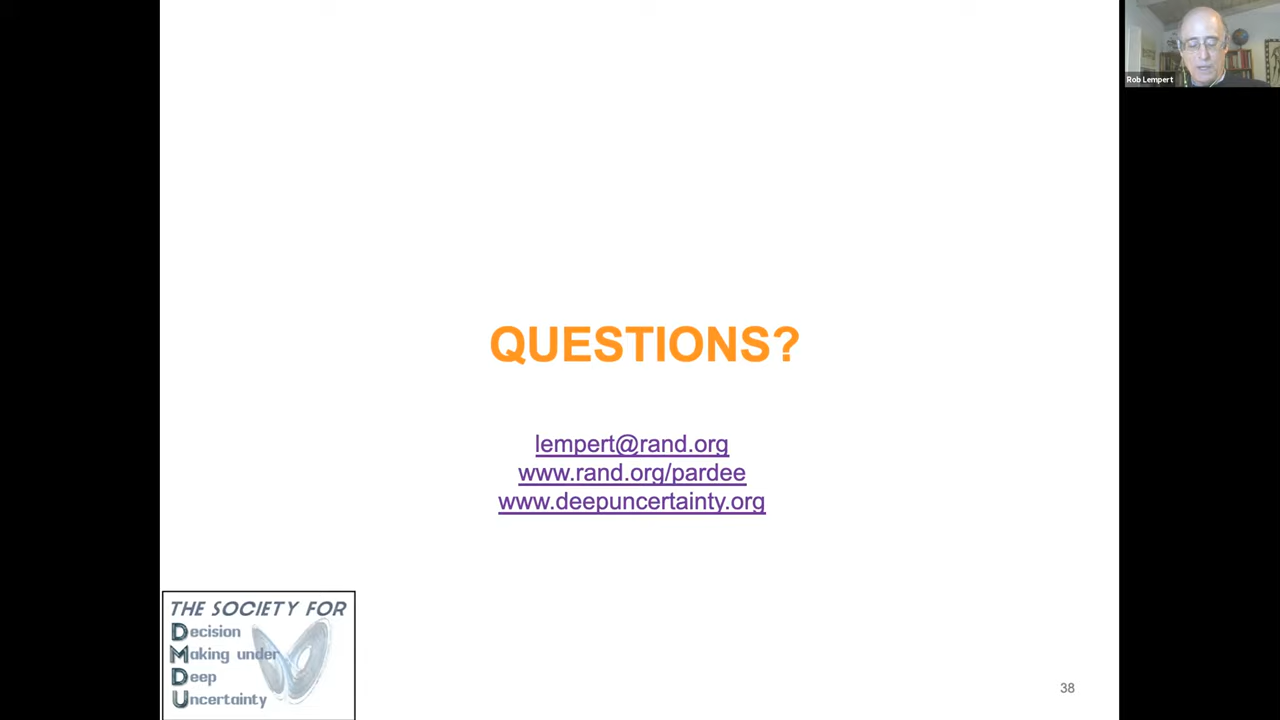 Rob Lempert
QUESTIONS?
lempert@rand.org
www.rand.org/pardee
www.deepuncertainty.org
THE SOCIETY FOR
Decision
Making under
Deep
Uncertainty
38